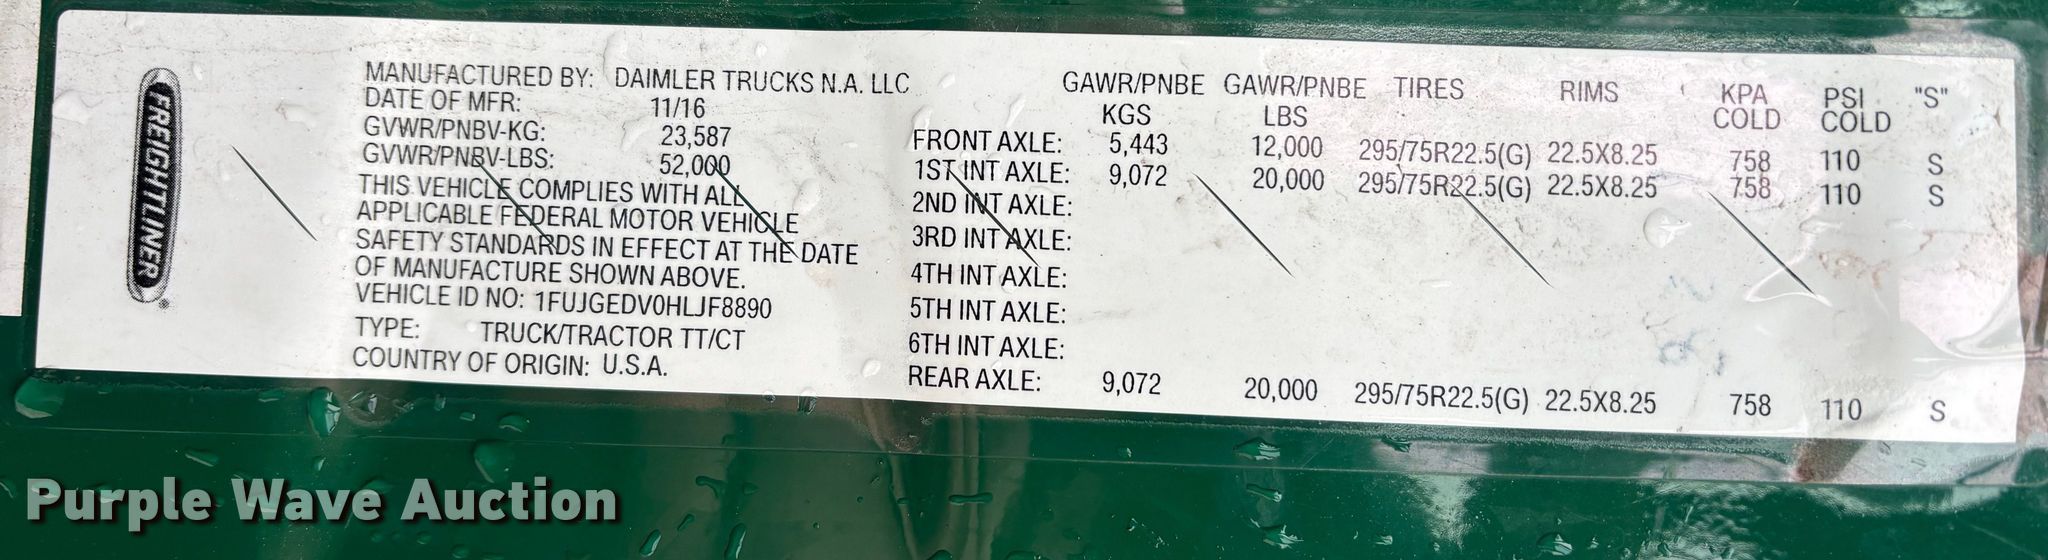 FREIGHTLINER
MANUFACTURED BY: DAIMLER TRUCKS N.A. LLC
DATE OF MFR: 11/16
GVWR/PNBV-KG: 23,587
GVWR/PNBV-LBS: 52,000
THIS VEHICLE COMPLIES WITH ALL
APPLICABLE FEDERAL MOTOR VEHICLE
SAFETY STANDARDS IN EFFECT AT THE DATE
OF MANUFACTURE SHOWN ABOVE.
VEHICLE ID NO: 1FUJGEDV0HLJF8890
TYPE: TRUCK/TRACTOR TT/CT
COUNTRY OF ORIGIN: U.S.A.
GAWR/PNBE GAWR/PNBE TIRES RIMS KPA PSI "S"
KGS LBS COLD COLD
FRONT AXLE: 5,443 12,000 295/75R22.5(G) 22.5X8.25 758 110 S
1ST INT AXLE: 9,072 20,000 295/75R22.5(G) 22.5X8.25 758 110 S
2ND INT AXLE:
3RD INT AXLE:
4TH INT AXLE:
5TH INT AXLE:
6TH INT AXLE:
REAR AXLE: 9,072 20,000 295/75R22.5(G) 22.5X8.25 758 110 S
Purple Wave Auction